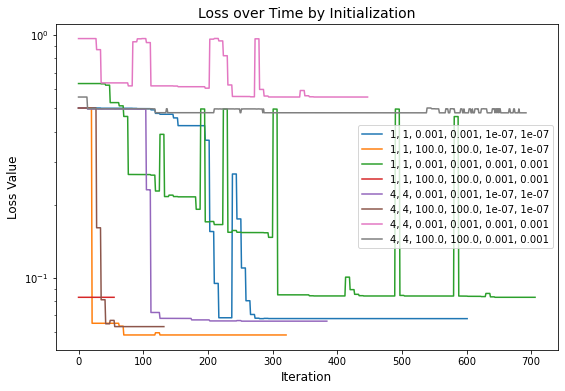 Loss over Time by Initialization
10⁰
10⁻¹
Loss Value
1, 1, 0.001, 0.001, 1e-07, 1e-07
1, 1, 100.0, 100.0, 1e-07, 1e-07
1, 1, 0.001, 0.001, 0.001, 0.001
1, 1, 100.0, 100.0, 0.001, 0.001
4, 4, 0.001, 0.001, 1e-07, 1e-07
4, 4, 100.0, 100.0, 1e-07, 1e-07
4, 4, 0.001, 0.001, 0.001, 0.001
4, 4, 100.0, 100.0, 0.001, 0.001
0 100 200 300 400 500 600 700
Iteration